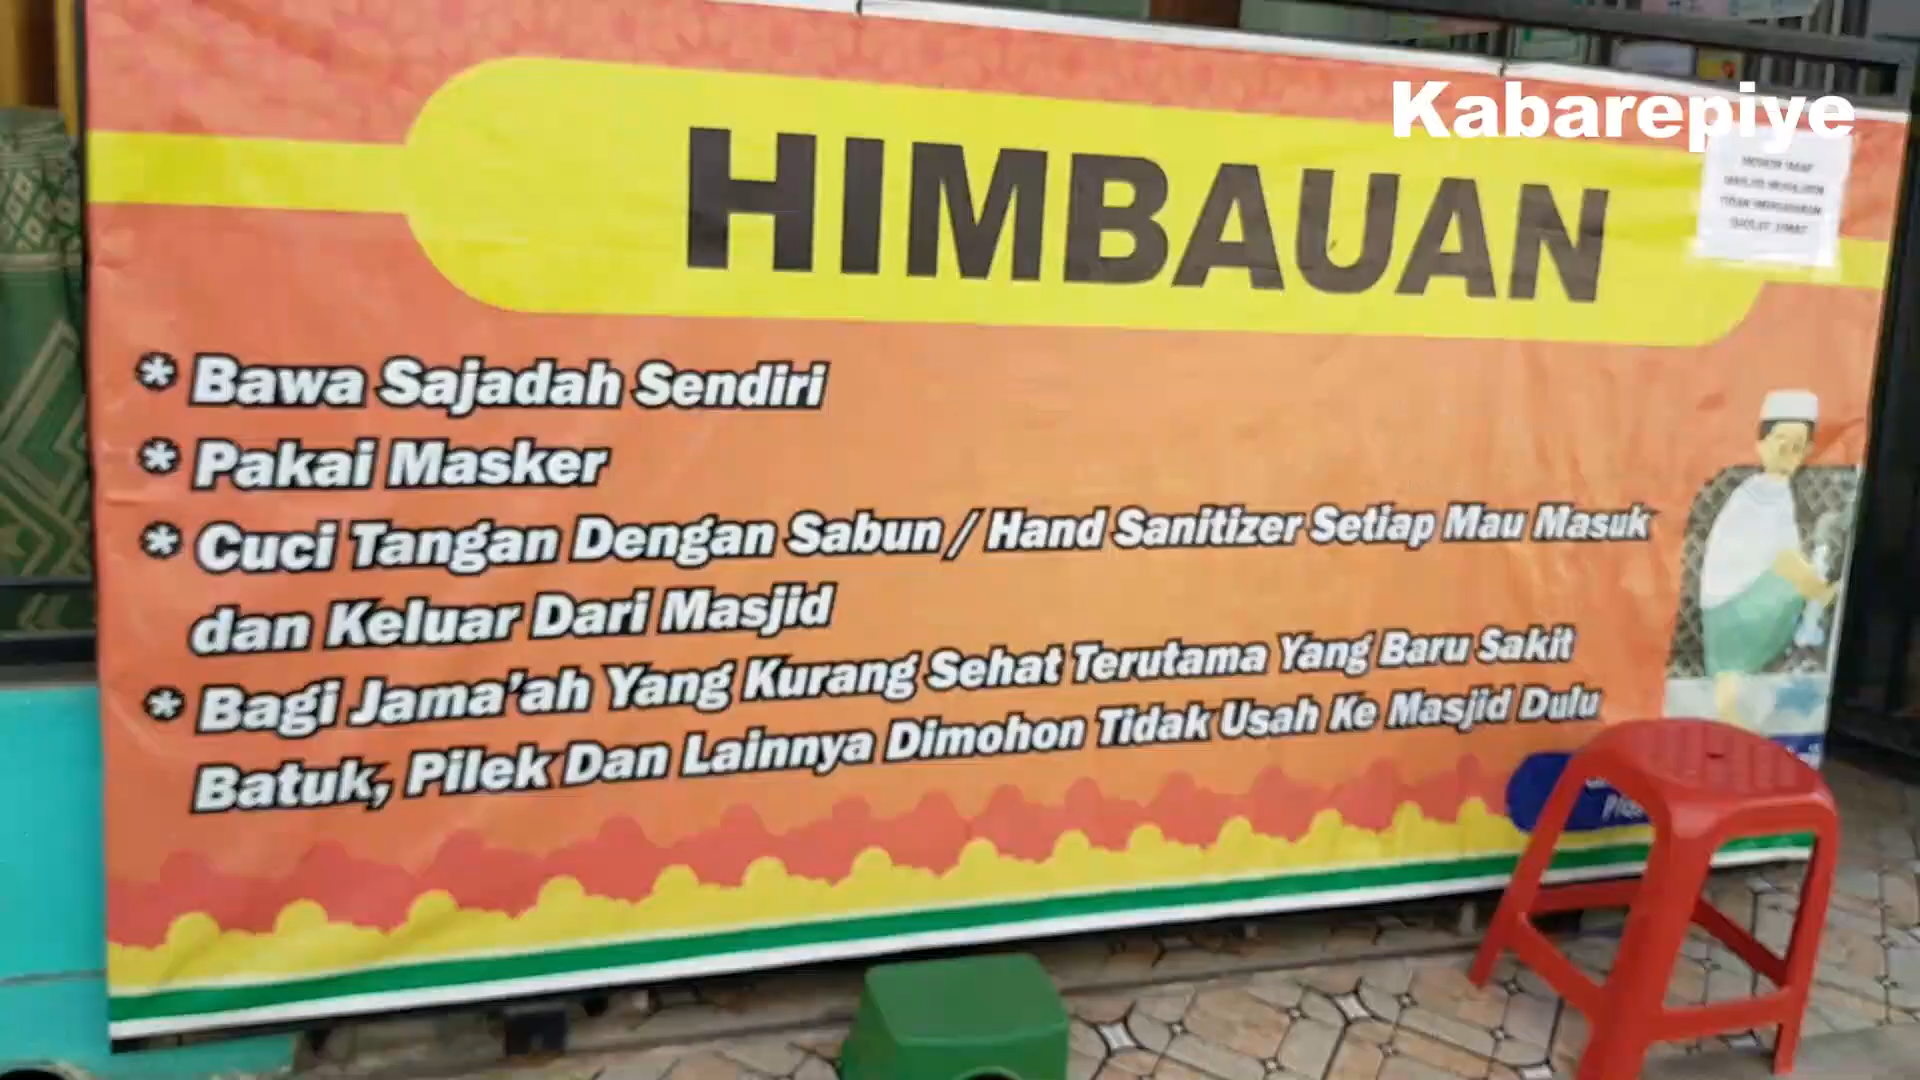 Kabarepiye
HIMBAUAN
* Bawa Sajadah Sendiri
* Pakai Masker
* Cuci Tangan Dengan Sabun / Hand Sanitizer Setiap Mau Masuk
dan Keluar Dari Masjid
* Bagi Jama'ah Yang Kurang Sehat Terutama Yang Baru Sakit
Batuk, Pilek Dan Lainnya Dimohon Tidak Usah Ke Masjid Dulu